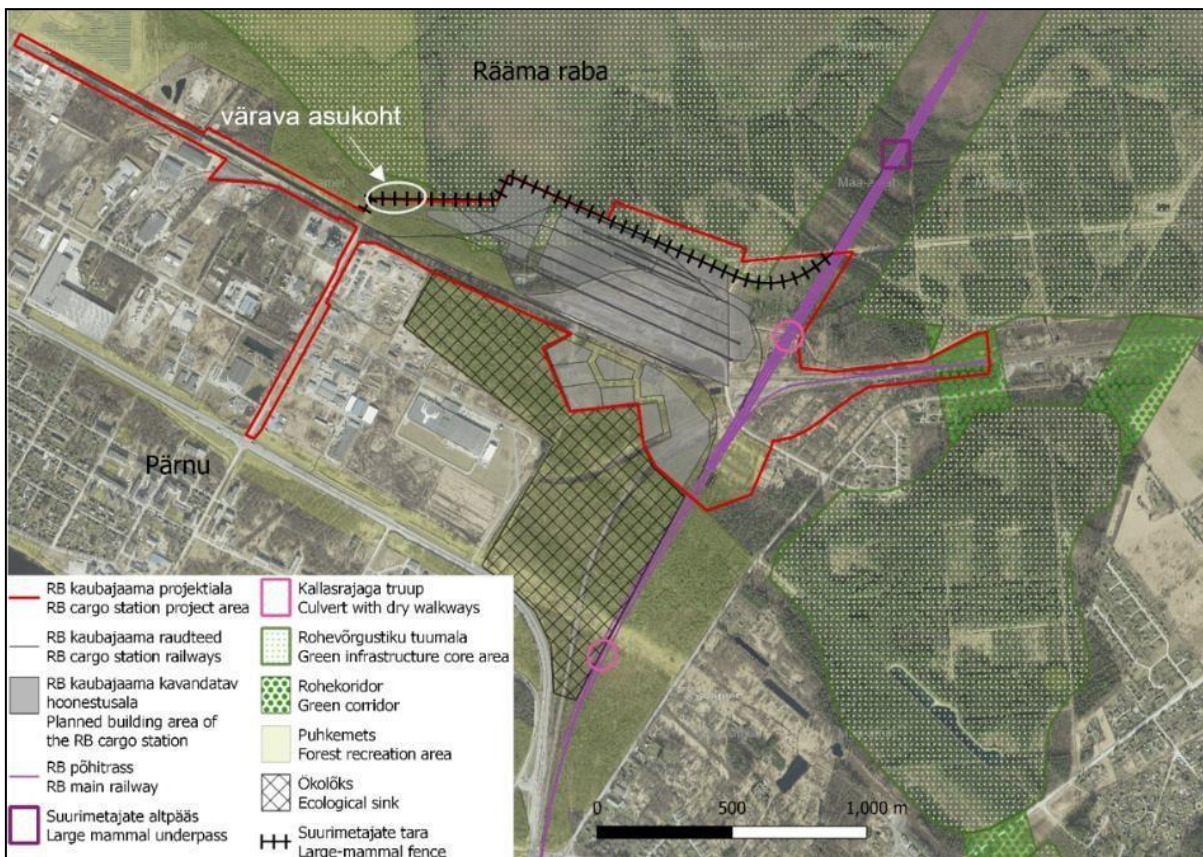 Rääma raba
värava asukoht
Maa-amet
Pärnu
RB kaubajaama projektiala
RB cargo station project area
RB kaubajaama raudteed
RB cargo station railways
RB kaubajaama kavandatav
hoonestusala
Planned building area of
the RB cargo station
RB põhitrass
RB main railway
Suurimetajate altpääs
Large mammal underpass
Kallasrajaga truup
Culvert with dry walkways
Rohevõrgustiku tuumala
Green infrastructure core area
Rohekoridor
Green corridor
Puhkemets
Forest recreation area
Ökolõks
Ecological sink
Suurimetajate tara
Large-mammal fence
0 500 1,000 m